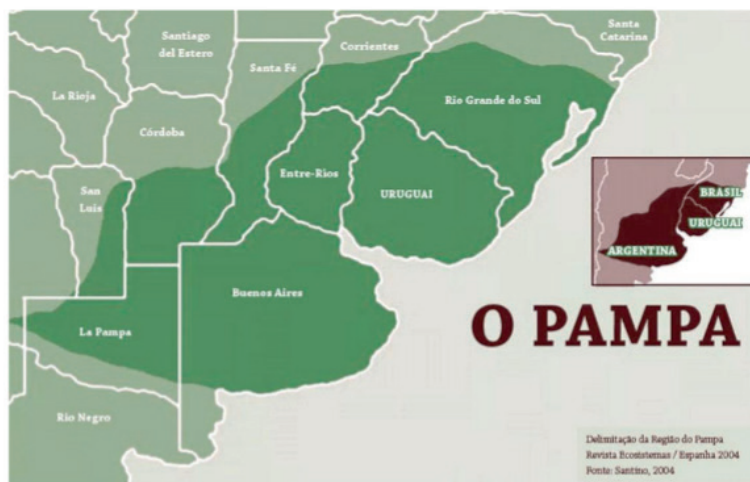 Santa
Catarina
Santiago
del Estero
Corrientes
Santa Fé
La Rioja
Rio Grande do Sul
Córdoba
Entre-Rios
San
Luis
URUGUAI
BRASIL
URUGUAI
ARGENTINA
Buenos Aires
O PAMPA
La Pampa
Rio Negro
Delimitação da Região do Pampa
Revista Ecosistemas / Espanha 2004
Fonte: Santino, 2004